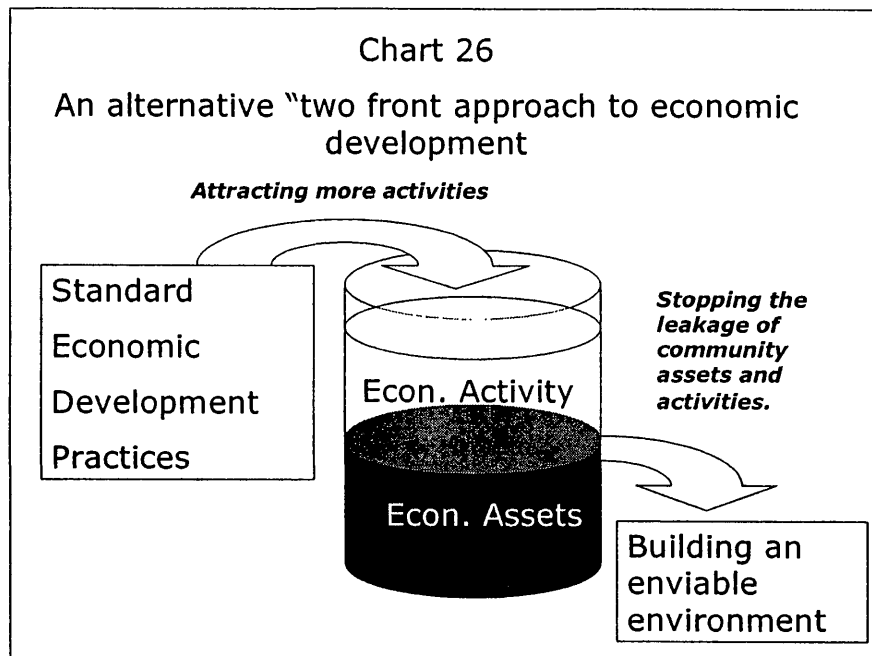 Chart 26
An alternative “two front approach to economic
development
Attracting more activities
Standard
Economic
Development
Practices
Econ. Activity
Econ. Assets
Stopping the
leakage of
community
assets and
activities.
Building an
enviable
environment